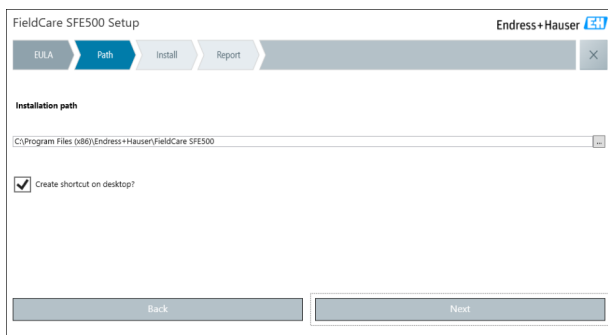 FieldCare SFE500 Setup
Endress+Hauser EH
EULA
Path
Install
Report
Installation path
C:\Program Files (x86)\Endress+Hauser\FieldCare SFE500
...
Create shortcut on desktop?
Back
Next